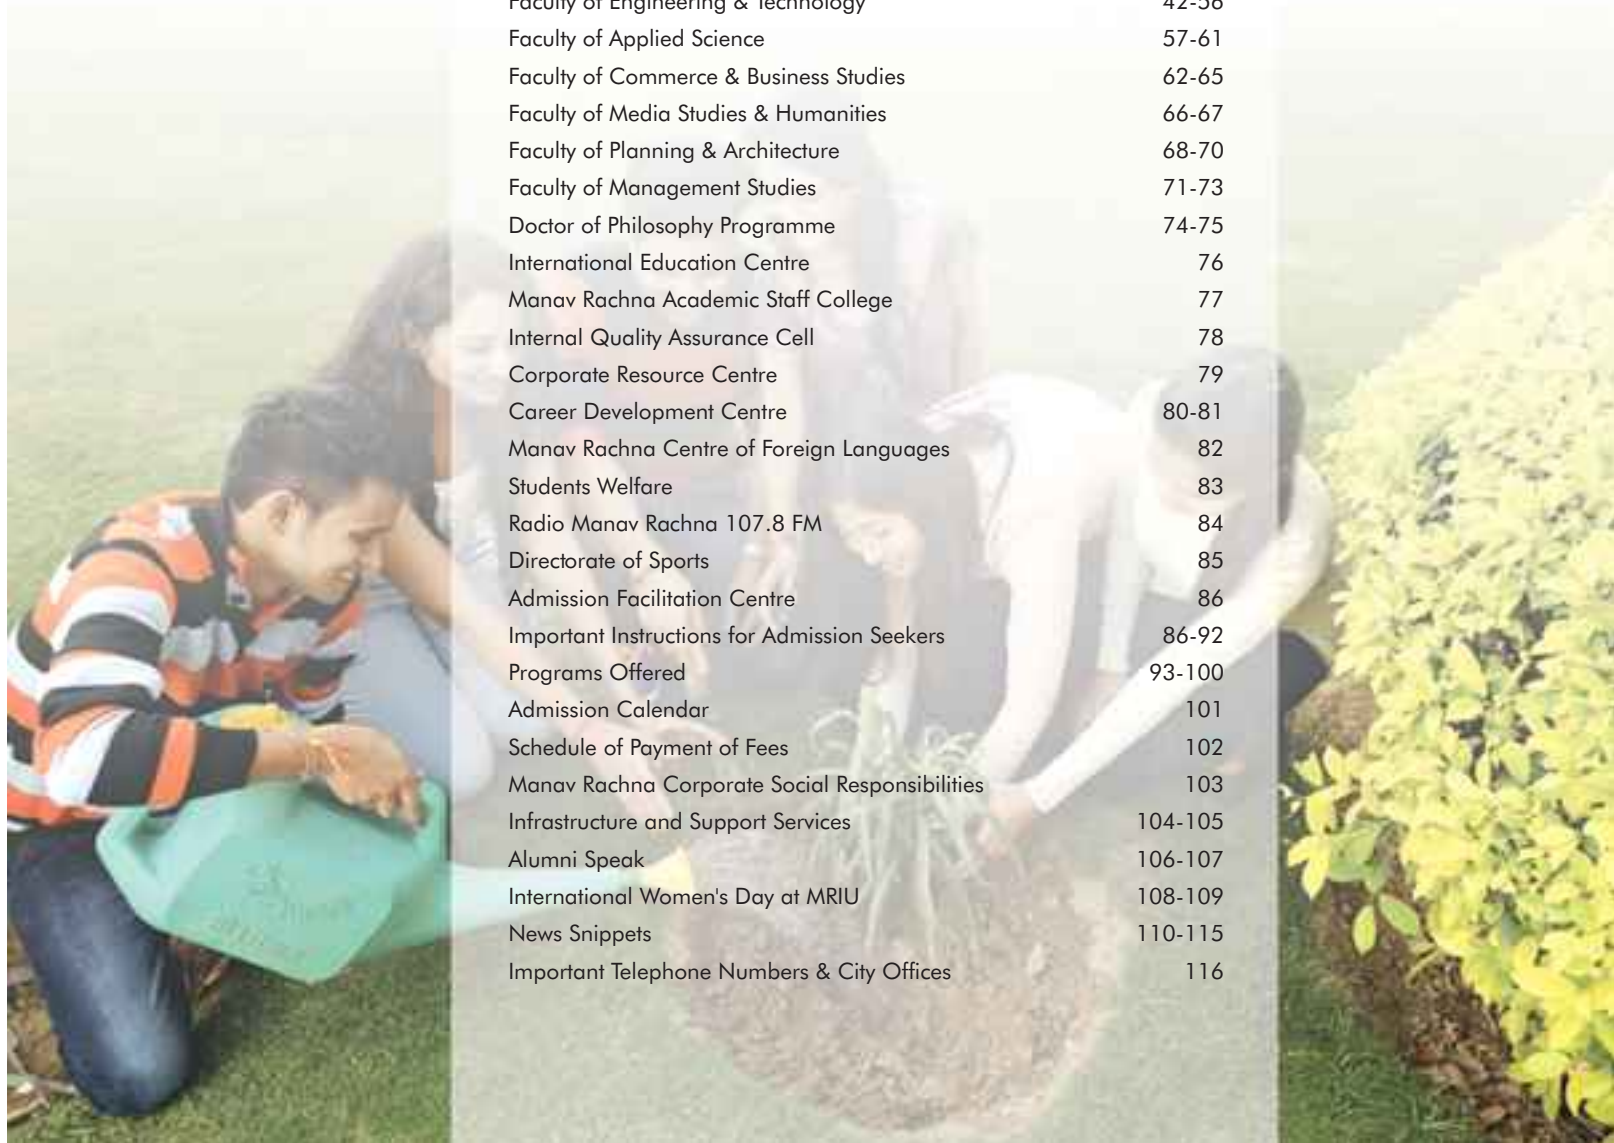 Faculty of Engineering & Technology 42-56
Faculty of Applied Science 57-61
Faculty of Commerce & Business Studies 62-65
Faculty of Media Studies & Humanities 66-67
Faculty of Planning & Architecture 68-70
Faculty of Management Studies 71-73
Doctor of Philosophy Programme 74-75
International Education Centre 76
Manav Rachna Academic Staff College 77
Internal Quality Assurance Cell 78
Corporate Resource Centre 79
Career Development Centre 80-81
Manav Rachna Centre of Foreign Languages 82
Students Welfare 83
Radio Manav Rachna 107.8 FM 84
Directorate of Sports 85
Admission Facilitation Centre 86
Important Instructions for Admission Seekers 86-92
Programs Offered 93-100
Admission Calendar 101
Schedule of Payment of Fees 102
Manav Rachna Corporate Social Responsibilities 103
Infrastructure and Support Services 104-105
Alumni Speak 106-107
International Women's Day at MRIU 108-109
News Snippets 110-115
Important Telephone Numbers & City Offices 116